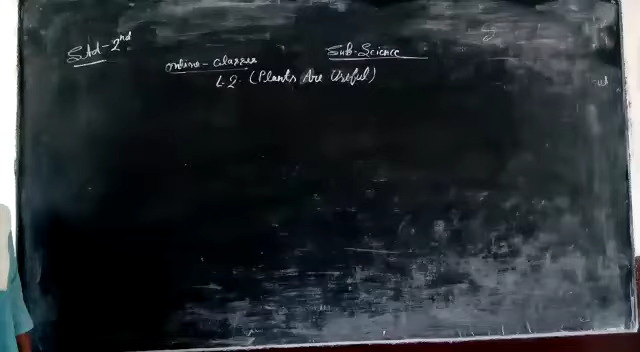 Std-2nd
Sub-Science
online-classes
L-2. (Plants Are Useful)